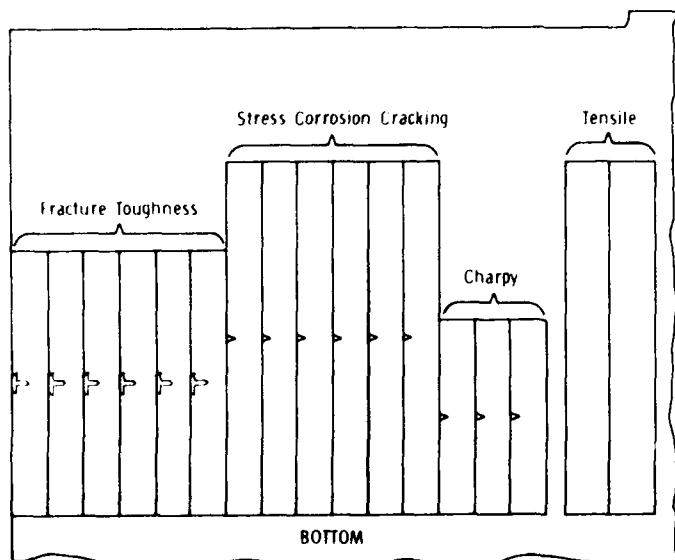 Stress Corrosion Cracking
Tensile
Fracture Toughness
Charpy
BOTTOM